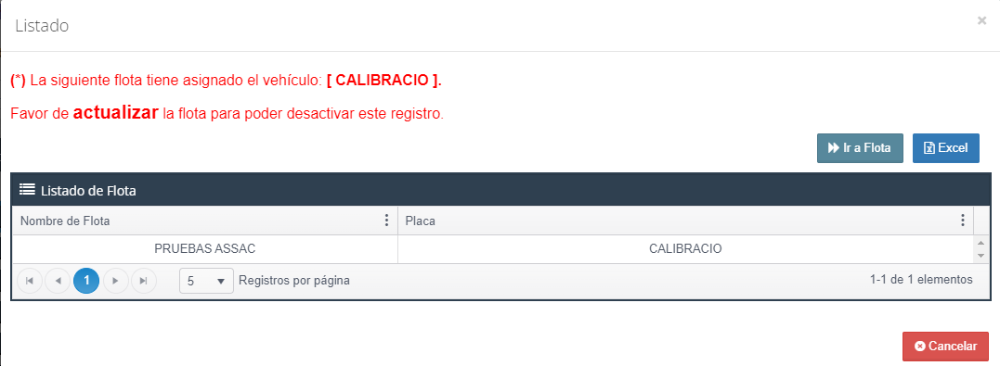 Listado
(*) La siguiente flota tiene asignado el vehículo: [ CALIBRACIO ].
Favor de actualizar la flota para poder desactivar este registro.
Ir a Flota Excel
Listado de Flota
Nombre de Flota Placa
PRUEBAS ASSAC CALIBRACIO
1 5 Registros por página 1-1 de 1 elementos
Cancelar